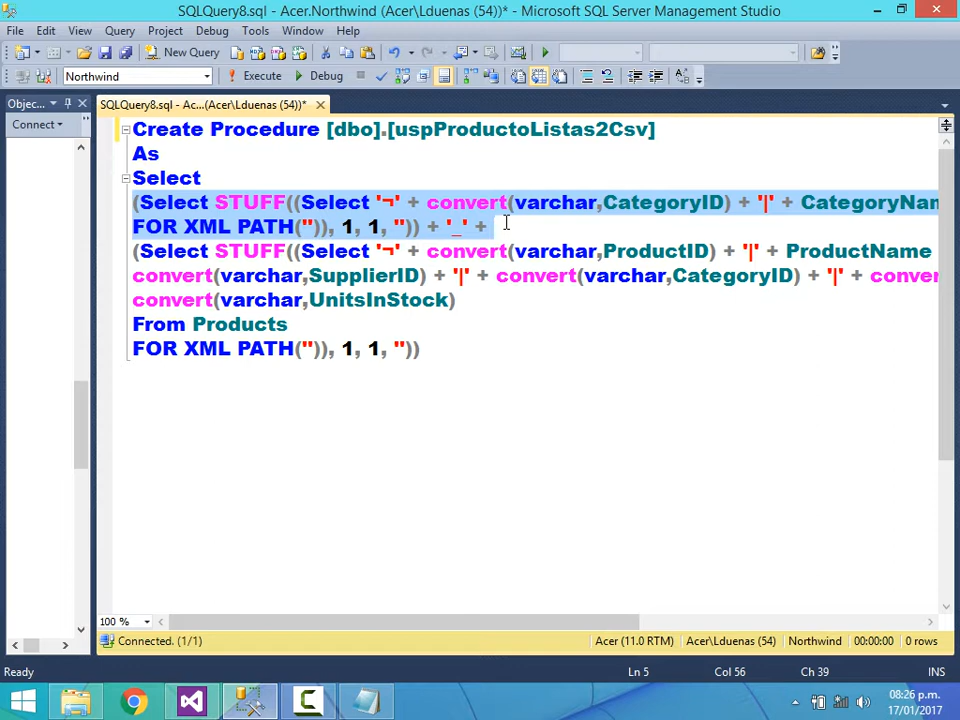 SQLQuery8.sql - Acer.Northwind (Acer\Lduenas (54))* - Microsoft SQL Server Management Studio
File Edit View Query Project Debug Tools Window Help
New Query
Northwind Execute Debug
Objec...
SQLQuery8.sql - Ac...(Acer\Lduenas (54))*
Connect
Create Procedure [dbo].[uspProductoListas2Csv]
As
Select
(Select STUFF((Select '¬' + convert(varchar,CategoryID) + '|' + CategoryNam
FOR XML PATH('')), 1, 1, '')) + '_' +
(Select STUFF((Select '¬' + convert(varchar,ProductID) + '|' + ProductName
convert(varchar,SupplierID) + '|' + convert(varchar,CategoryID) + '|' + conver
convert(varchar,UnitsInStock)
From Products
FOR XML PATH('')), 1, 1, ''))
100 %
Connected. (1/1) Acer (11.0 RTM) Acer\Lduenas (54) Northwind 00:00:00 0 rows
Ready Ln 5 Col 56 Ch 39 INS
08:26 p.m.
17/01/2017